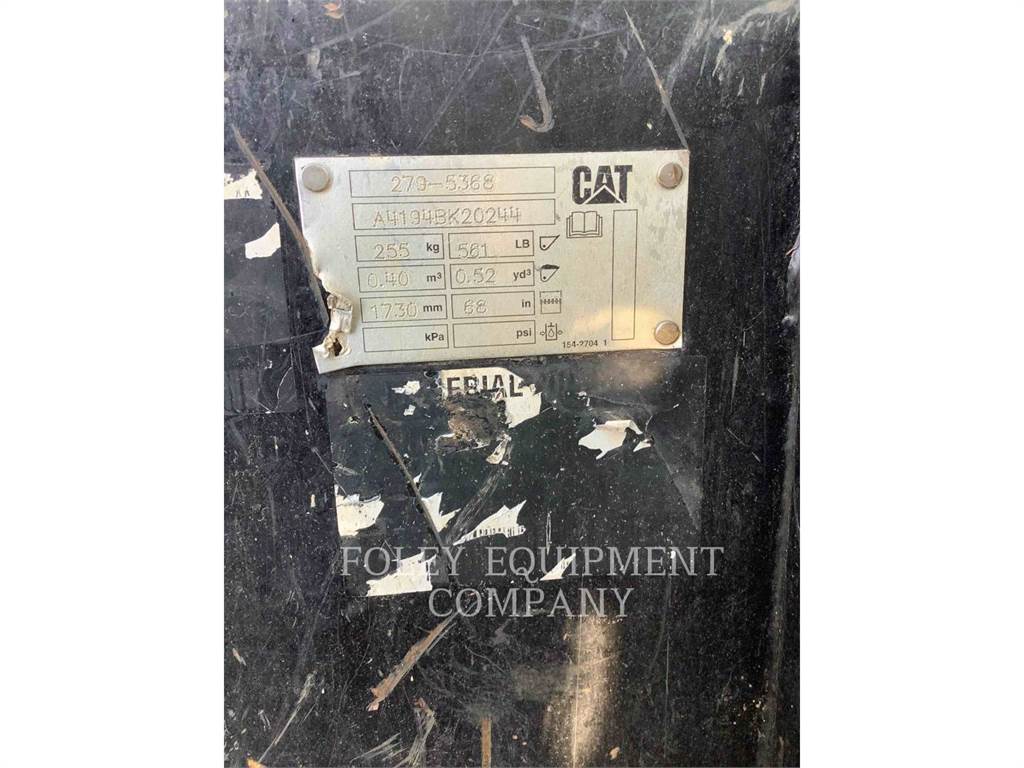 279-5368
CAT
A4194BK20244
255 kg 561 LB
0.40 m³ 0.52 yd³
1730 mm 68 in
kPa psi
154-2704 1
ERIAL
FOLEY EQUIPMENT
COMPANY